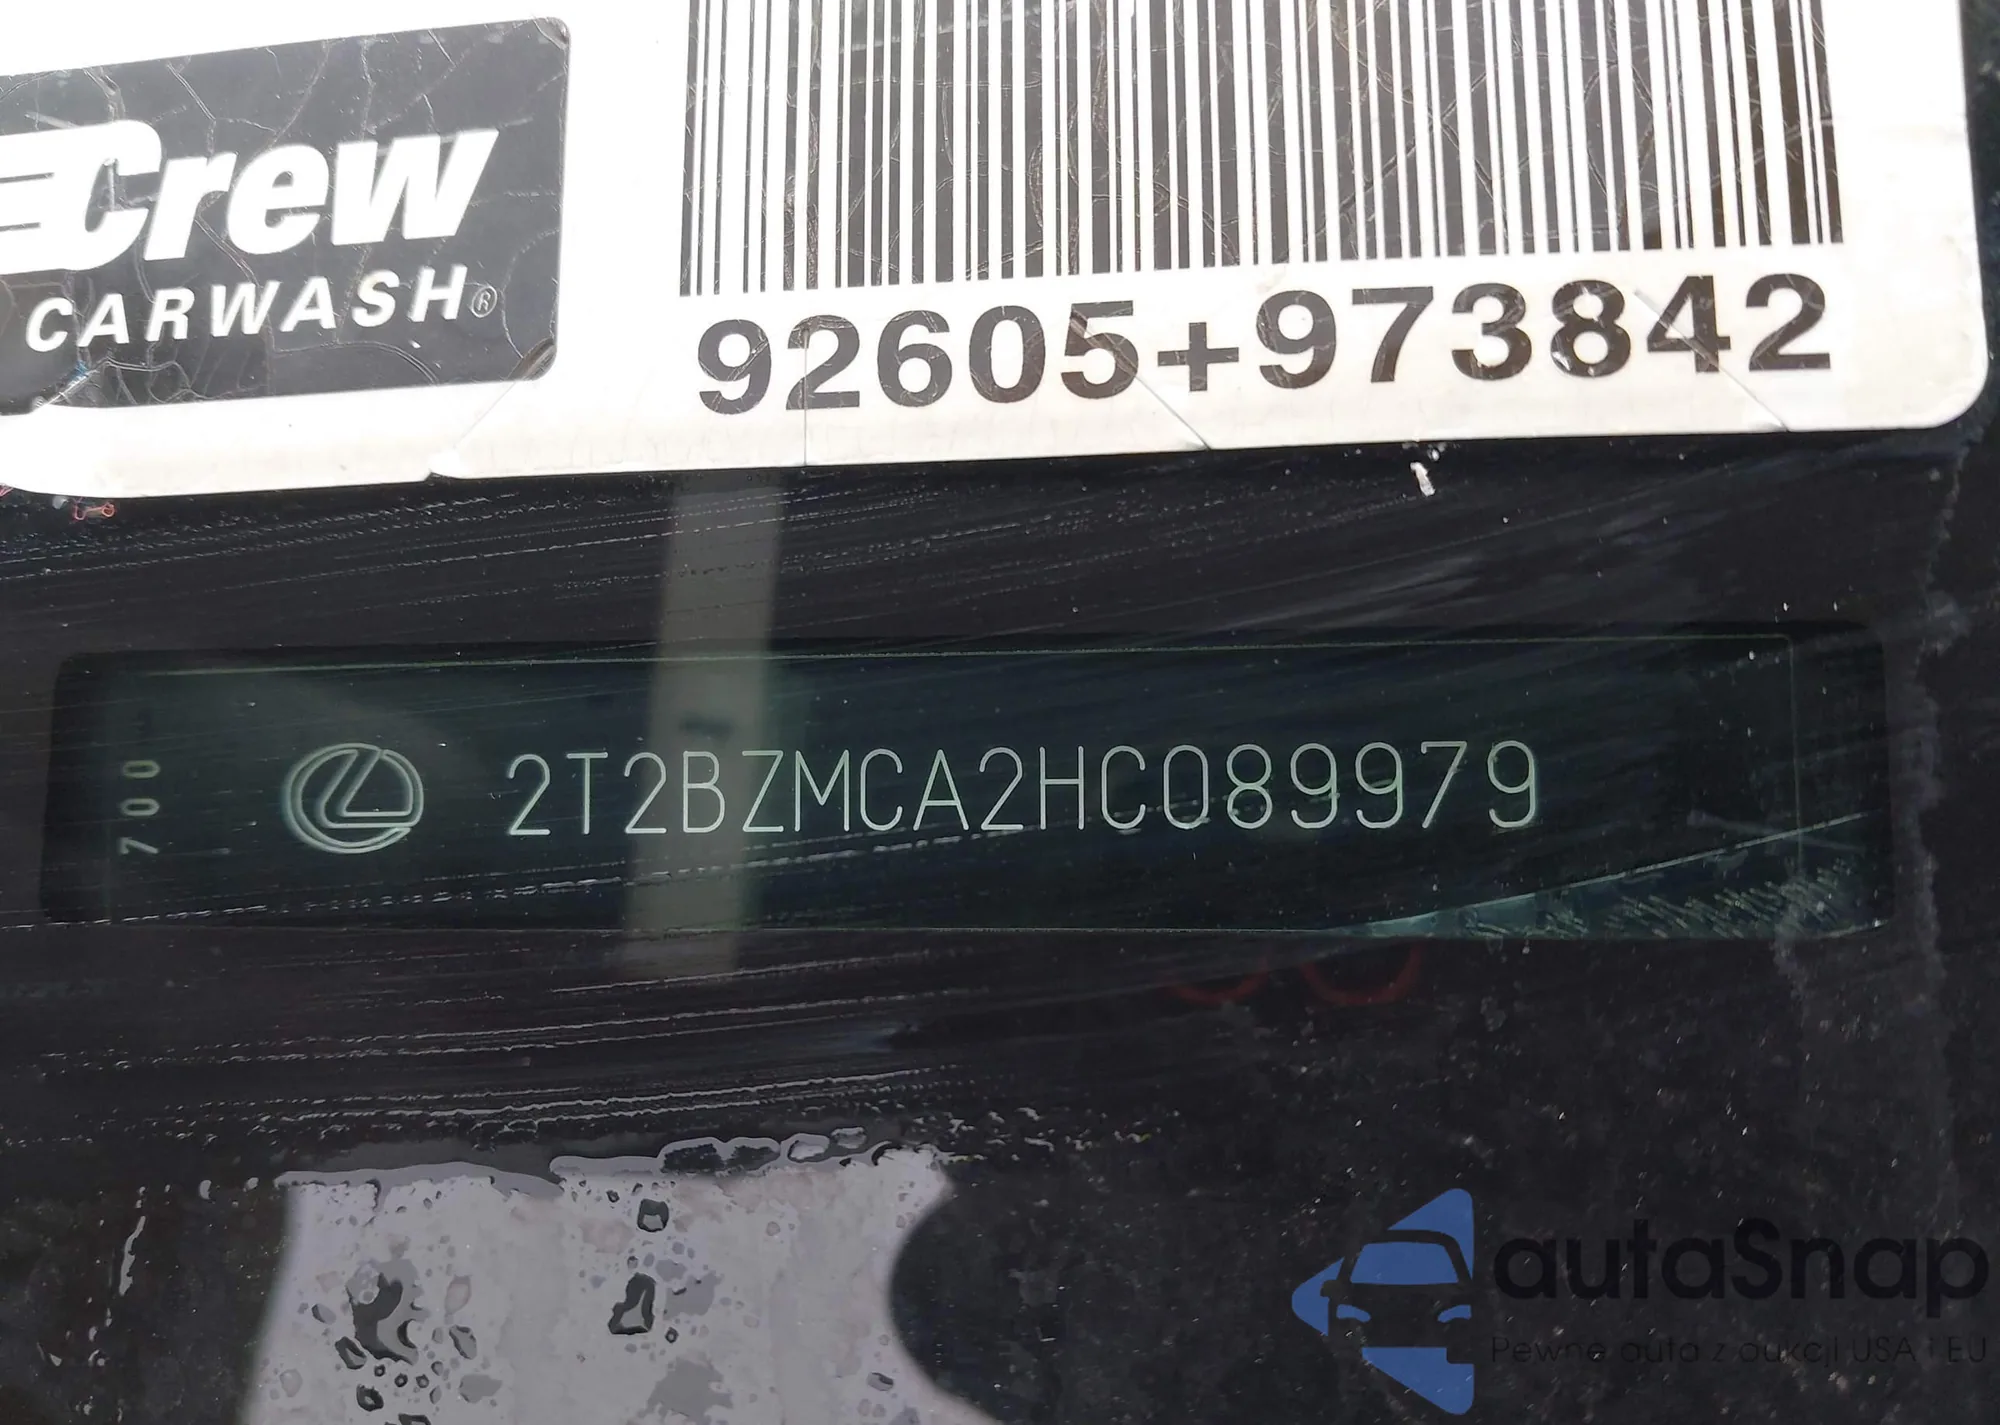 Crew
CARWASH®
92605+973842
700
2T2BZMCA2HC089979
autaSnap
Pewne auta z aukcji USA i EU